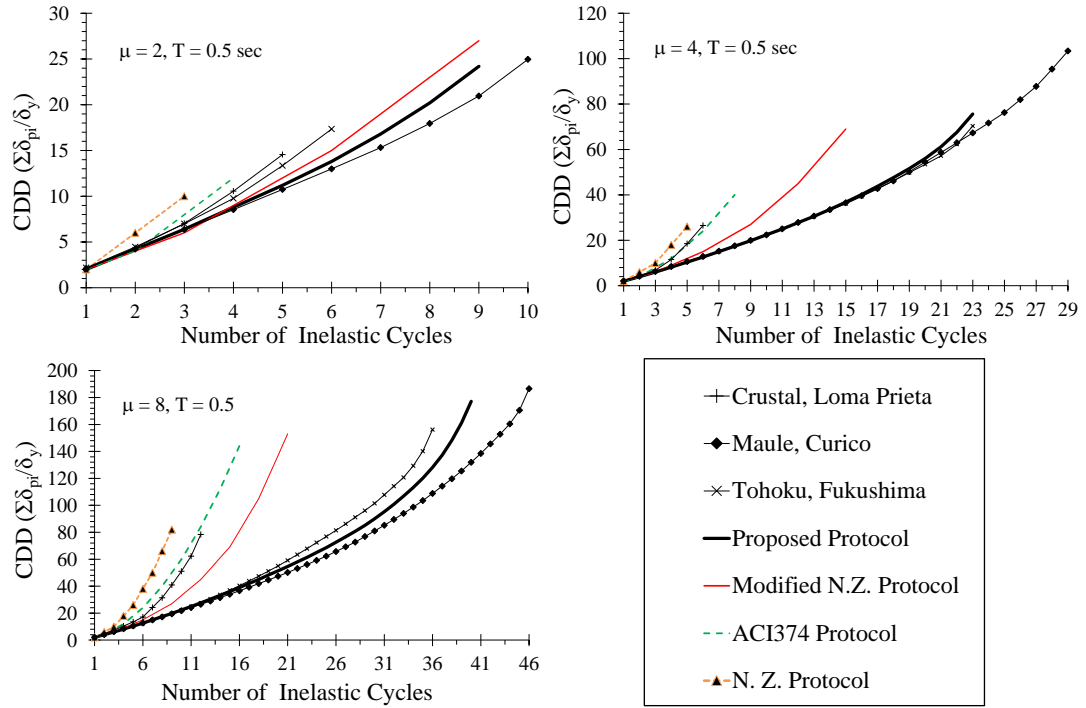 μ = 2, T = 0.5 sec
CDD (Σδpi/δy)
30
25
20
15
10
5
0
1 2 3 4 5 6 7 8 9 10
Number of Inelastic Cycles
μ = 4, T = 0.5 sec
CDD (Σδpi/δy)
120
100
80
60
40
20
0
1 3 5 7 9 11 13 15 17 19 21 23 25 27 29
Number of Inelastic Cycles
μ = 8, T = 0.5
CDD (Σδpi/δy)
200
180
160
140
120
100
80
60
40
20
0
1 6 11 16 21 26 31 36 41 46
Number of Inelastic Cycles
Crustal, Loma Prieta
Maule, Curico
Tohoku, Fukushima
Proposed Protocol
Modified N.Z. Protocol
ACI374 Protocol
N. Z. Protocol